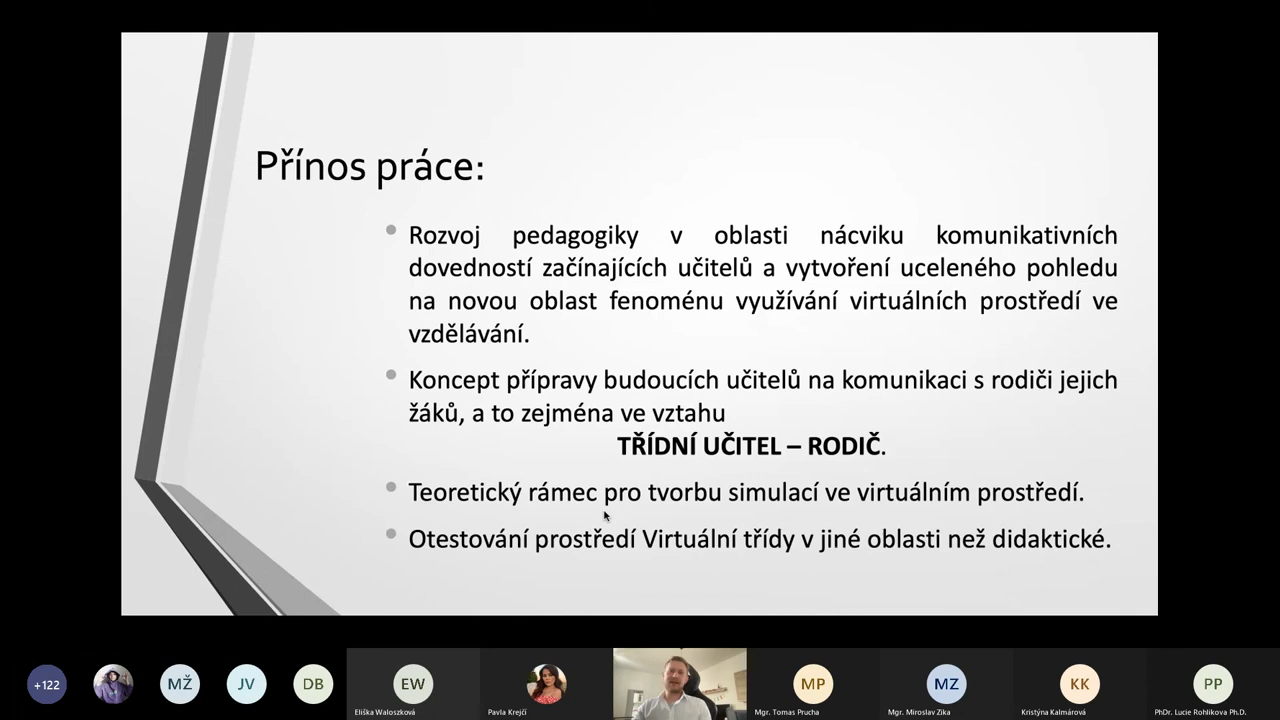 Přínos práce:
Rozvoj pedagogiky v oblasti nácviku komunikativních
dovedností začínajících učitelů a vytvoření uceleného pohledu
na novou oblast fenoménu využívání virtuálních prostředí ve
vzdělávání.
Koncept přípravy budoucích učitelů na komunikaci s rodiči jejich
žáků, a to zejména ve vztahu
TŘÍDNÍ UČITEL – RODIČ.
Teoretický rámec pro tvorbu simulací ve virtuálním prostředí.
Otestování prostředí Virtuální třídy v jiné oblasti než didaktické.
+122
MŽ
JV
DB
EW
MP
MZ
KK
PP
Eliška Waloszková
Pavla Krejčí
Mgr. Tomas Prucha
Mgr. Miroslav Zíka
Kristýna Kalmárová
PhDr. Lucie Rohlíkova Ph.D.